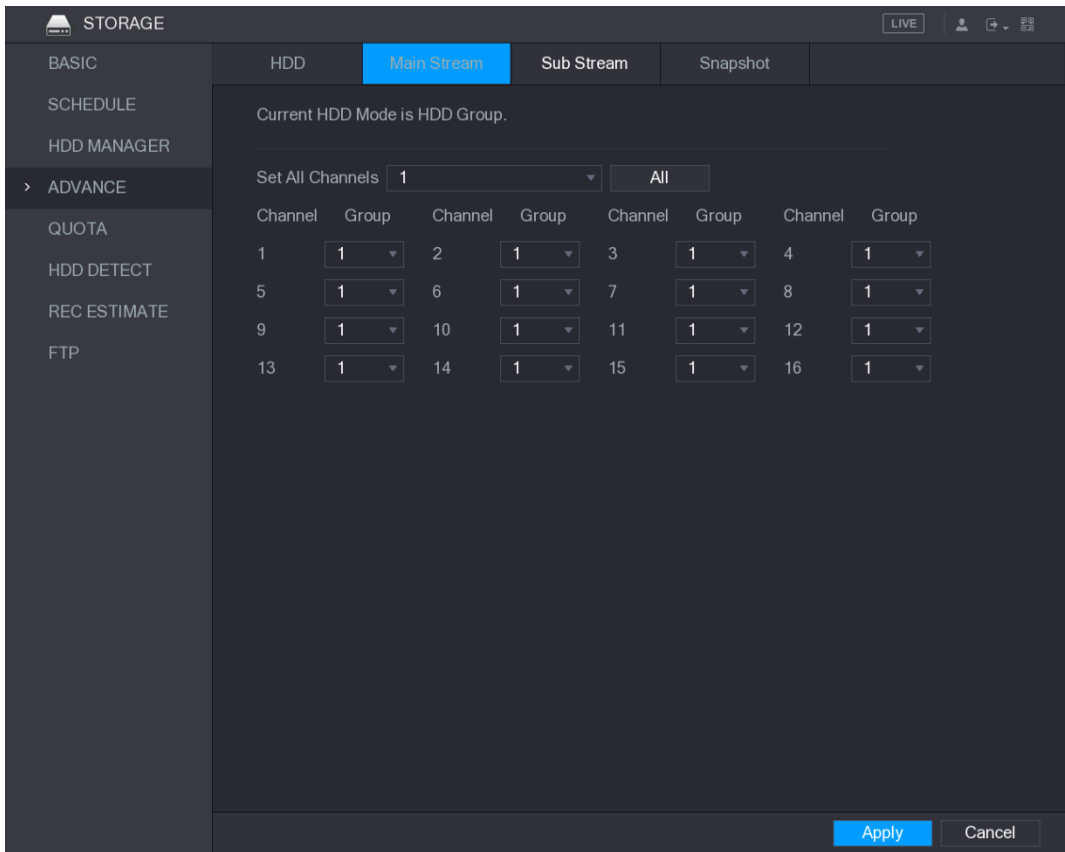 STORAGE LIVE
BASIC HDD Main Stream Sub Stream Snapshot
SCHEDULE
Current HDD Mode is HDD Group.
HDD MANAGER
> ADVANCE
Set All Channels 1 All
QUOTA
Channel Group Channel Group Channel Group Channel Group
HDD DETECT
1 1 2 1 3 1 4 1
REC ESTIMATE
5 1 6 1 7 1 8 1
FTP
9 1 10 1 11 1 12 1
13 1 14 1 15 1 16 1
Apply Cancel